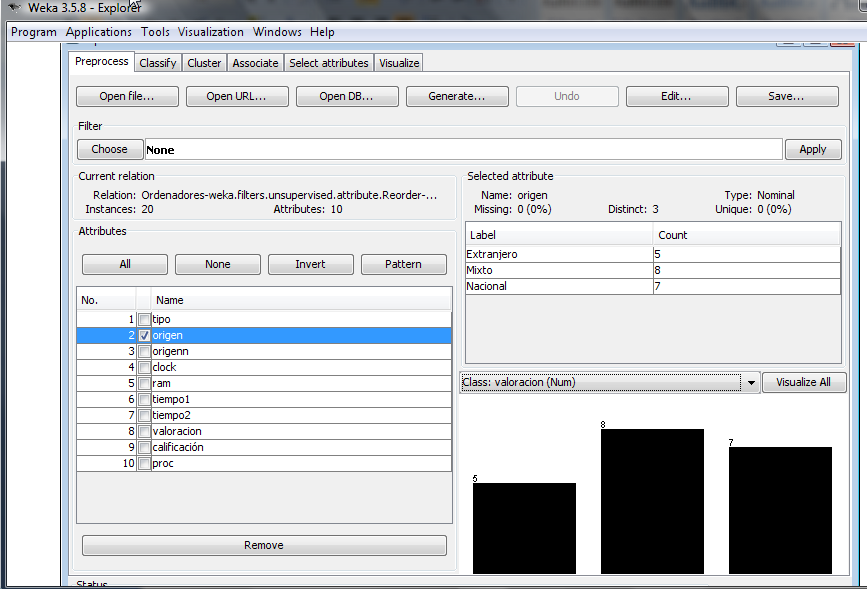 Weka 3.5.8 - Explorer
Program Applications Tools Visualization Windows Help
Preprocess Classify Cluster Associate Select attributes Visualize
Open file... Open URL... Open DB... Generate... Undo Edit... Save...
Filter
Choose None Apply
Current relation
Relation: Ordenadores-weka.filters.unsupervised.attribute.Reorder-...
Instances: 20 Attributes: 10
Attributes
All None Invert Pattern
No. Name
1 tipo
2 origen
3 origenn
4 clock
5 ram
6 tiempo1
7 tiempo2
8 valoracion
9 calificación
10 proc
Remove
Selected attribute
Name: origen Type: Nominal
Missing: 0 (0%) Distinct: 3 Unique: 0 (0%)
Label Count
Extranjero 5
Mixto 8
Nacional 7
Class: valoracion (Num) Visualize All
5 8 7
Status